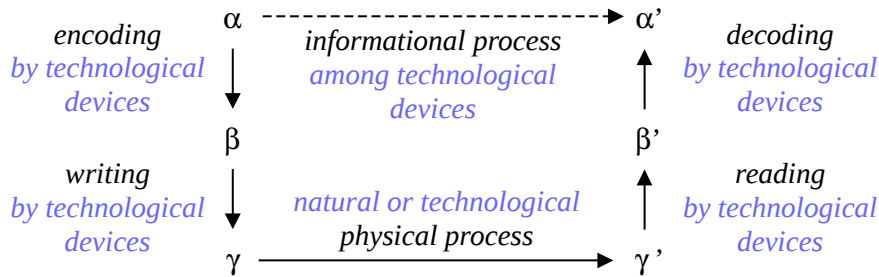 α α’
encoding informational process decoding
by technological among technological by technological
devices devices devices
β β’
writing reading
by technological natural or technological by technological
devices physical process devices
γ γ’